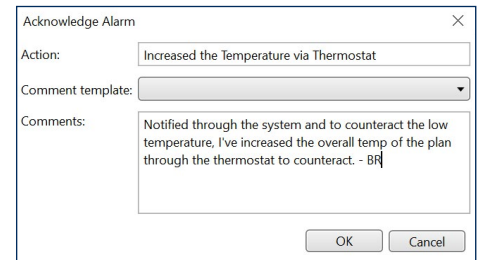 Acknowledge Alarm
Action:
Increased the Temperature via Thermostat
Comment template:
Comments:
Notified through the system and to counteract the low
temperature, I've increased the overall temp of the plan
through the thermostat to counteract. - BR
OK
Cancel